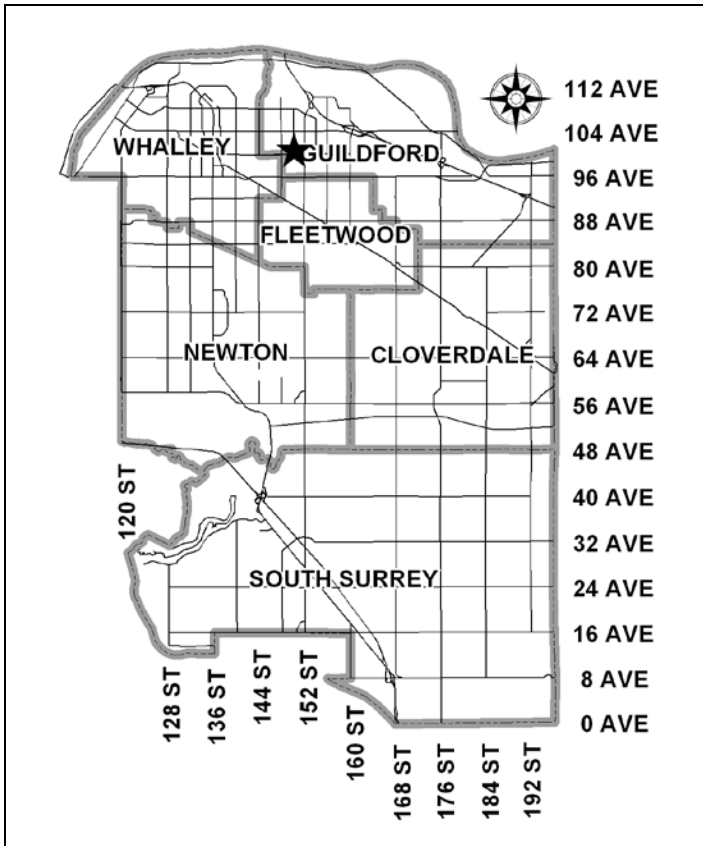 112 AVE
104 AVE
WHALLEY
GUILDFORD
96 AVE
88 AVE
FLEETWOOD
80 AVE
72 AVE
NEWTON
CLOVERDALE
64 AVE
56 AVE
48 AVE
120 ST
40 AVE
32 AVE
SOUTH SURREY
24 AVE
16 AVE
128 ST
136 ST
144 ST
152 ST
160 ST
8 AVE
0 AVE
168 ST
176 ST
184 ST
192 ST